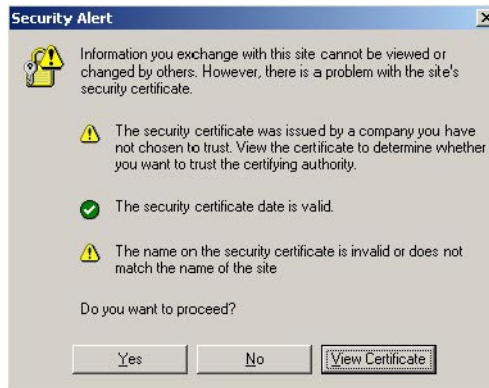 Security Alert
Information you exchange with this site cannot be viewed or
changed by others. However, there is a problem with the site's
security certificate.
The security certificate was issued by a company you have
not chosen to trust. View the certificate to determine whether
you want to trust the certifying authority.
The security certificate date is valid.
The name on the security certificate is invalid or does not
match the name of the site
Do you want to proceed?
Yes No View Certificate